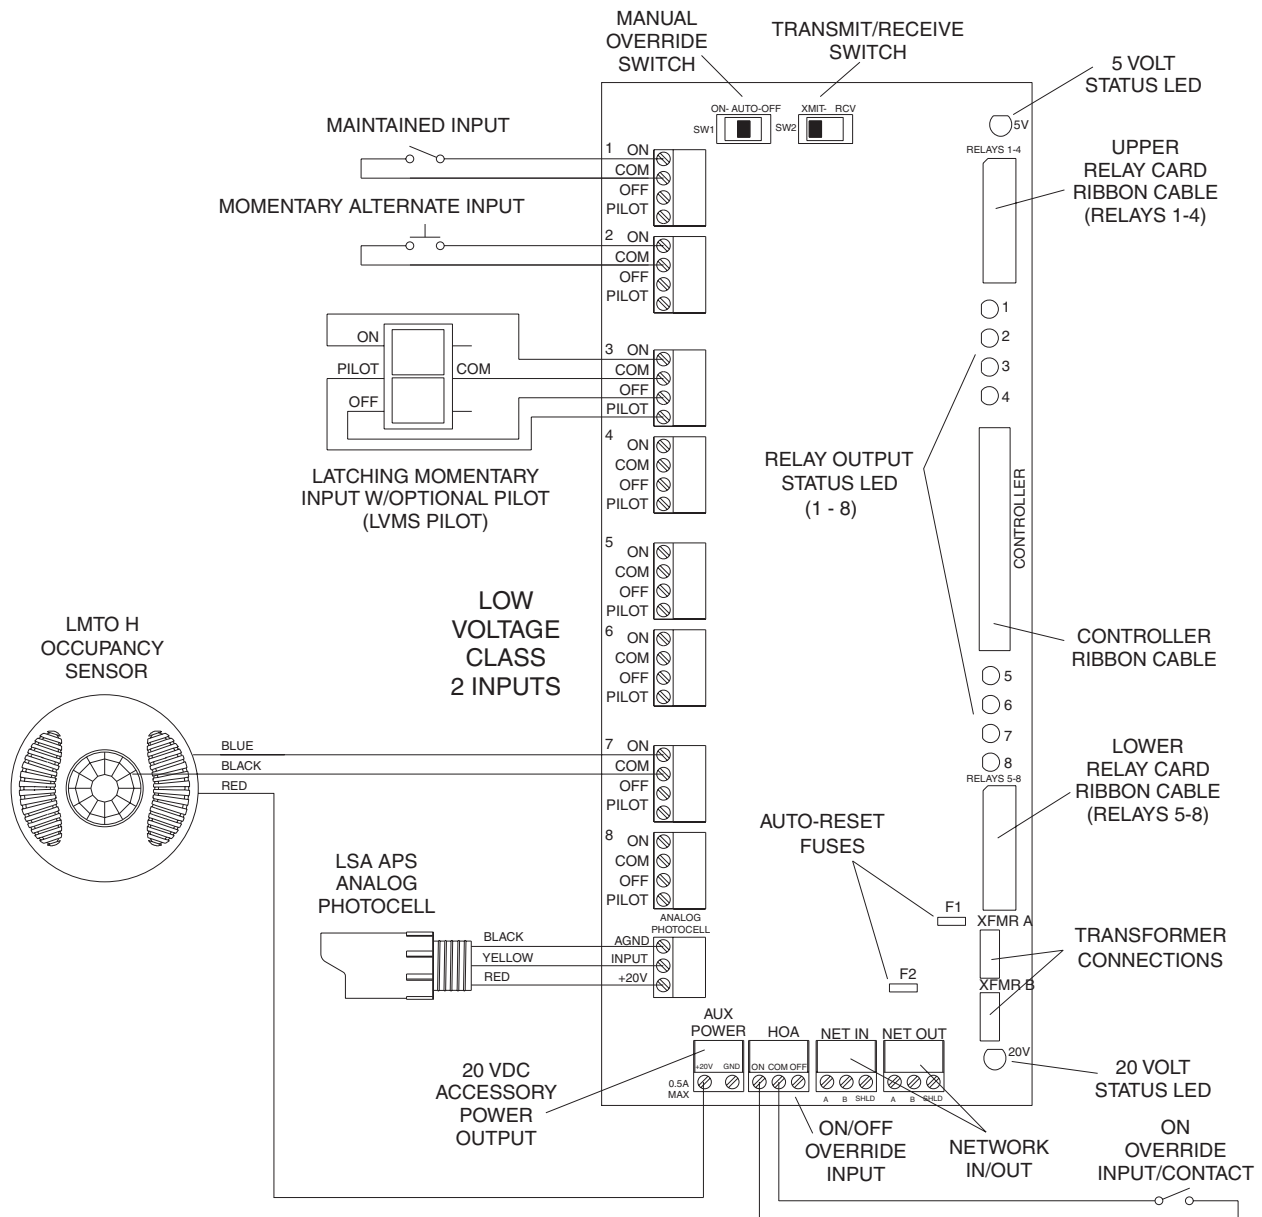 MANUAL
OVERRIDE
SWITCH
TRANSMIT/RECEIVE
SWITCH
5 VOLT
STATUS LED
ON- AUTO-OFF
SW1
XMIT- RCV
SW2
5V
MAINTAINED INPUT
MOMENTARY ALTERNATE INPUT
1 ON
COM
OFF
PILOT
2 ON
COM
OFF
PILOT
RELAYS 1-4
UPPER
RELAY CARD
RIBBON CABLE
(RELAYS 1-4)
1
2
3
4
ON
PILOT
COM
OFF
3 ON
COM
OFF
PILOT
LATCHING MOMENTARY
INPUT W/OPTIONAL PILOT
(LVMS PILOT)
4 ON
COM
OFF
PILOT
RELAY OUTPUT
STATUS LED
(1 - 8)
CONTROLLER
CONTROLLER
RIBBON CABLE
5 ON
COM
OFF
PILOT
LOW
VOLTAGE
CLASS
2 INPUTS
6 ON
COM
OFF
PILOT
5
6
7
8
RELAYS 5-8
LMTO H
OCCUPANCY
SENSOR
BLUE
BLACK
RED
7 ON
COM
OFF
PILOT
LOWER
RELAY CARD
RIBBON CABLE
(RELAYS 5-8)
8 ON
COM
OFF
PILOT
AUTO-RESET
FUSES
F1
F2
LSA APS
ANALOG
PHOTOCELL
BLACK
YELLOW
RED
ANALOG
PHOTOCELL
AGND
INPUT
+20V
XFMR A
XFMR B
TRANSFORMER
CONNECTIONS
AUX
POWER
+20V GND
0.5A
MAX
HOA
ON COM OFF
NET IN
A B SHLD
NET OUT
A B SHLD
20V
20 VOLT
STATUS LED
20 VDC
ACCESSORY
POWER
OUTPUT
ON/OFF
OVERRIDE
INPUT
NETWORK
IN/OUT
ON
OVERRIDE
INPUT/CONTACT